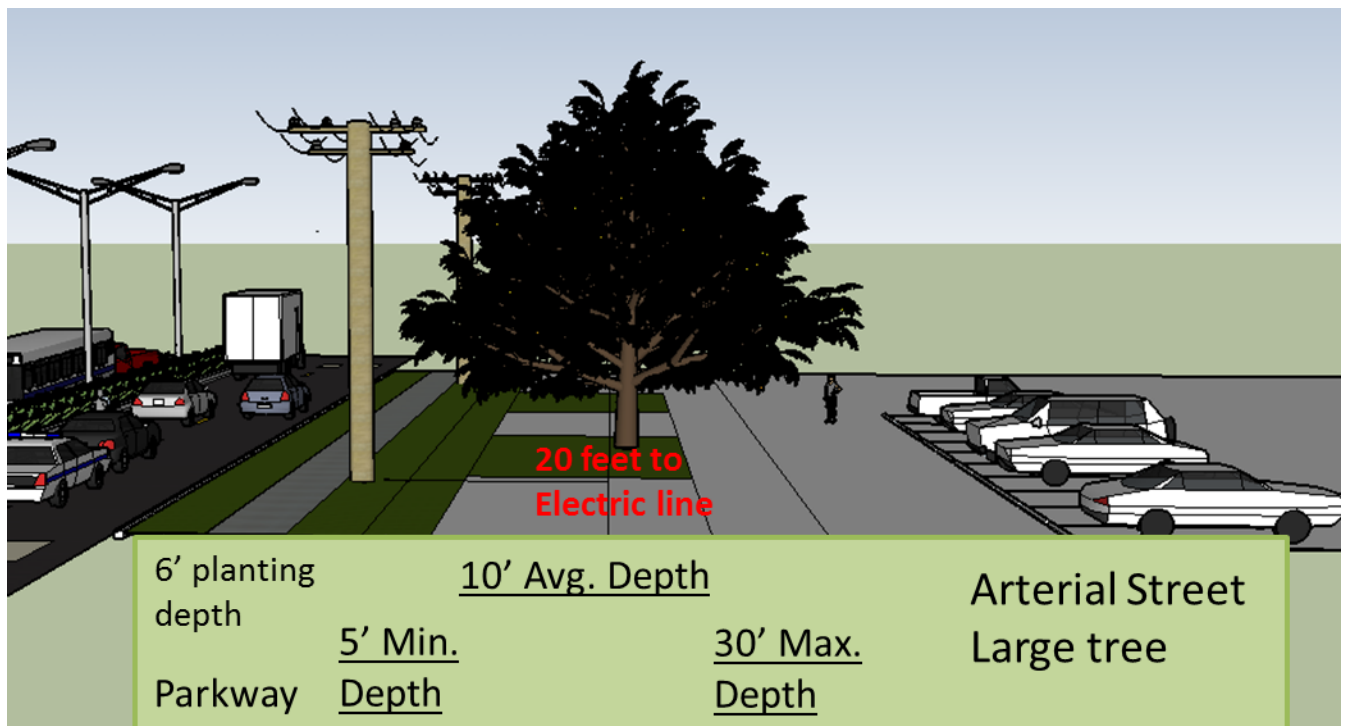 20 feet to
Electric line
6’ planting
depth
10’ Avg. Depth
Arterial Street
Large tree
5’ Min.
Depth
30’ Max.
Depth
Parkway